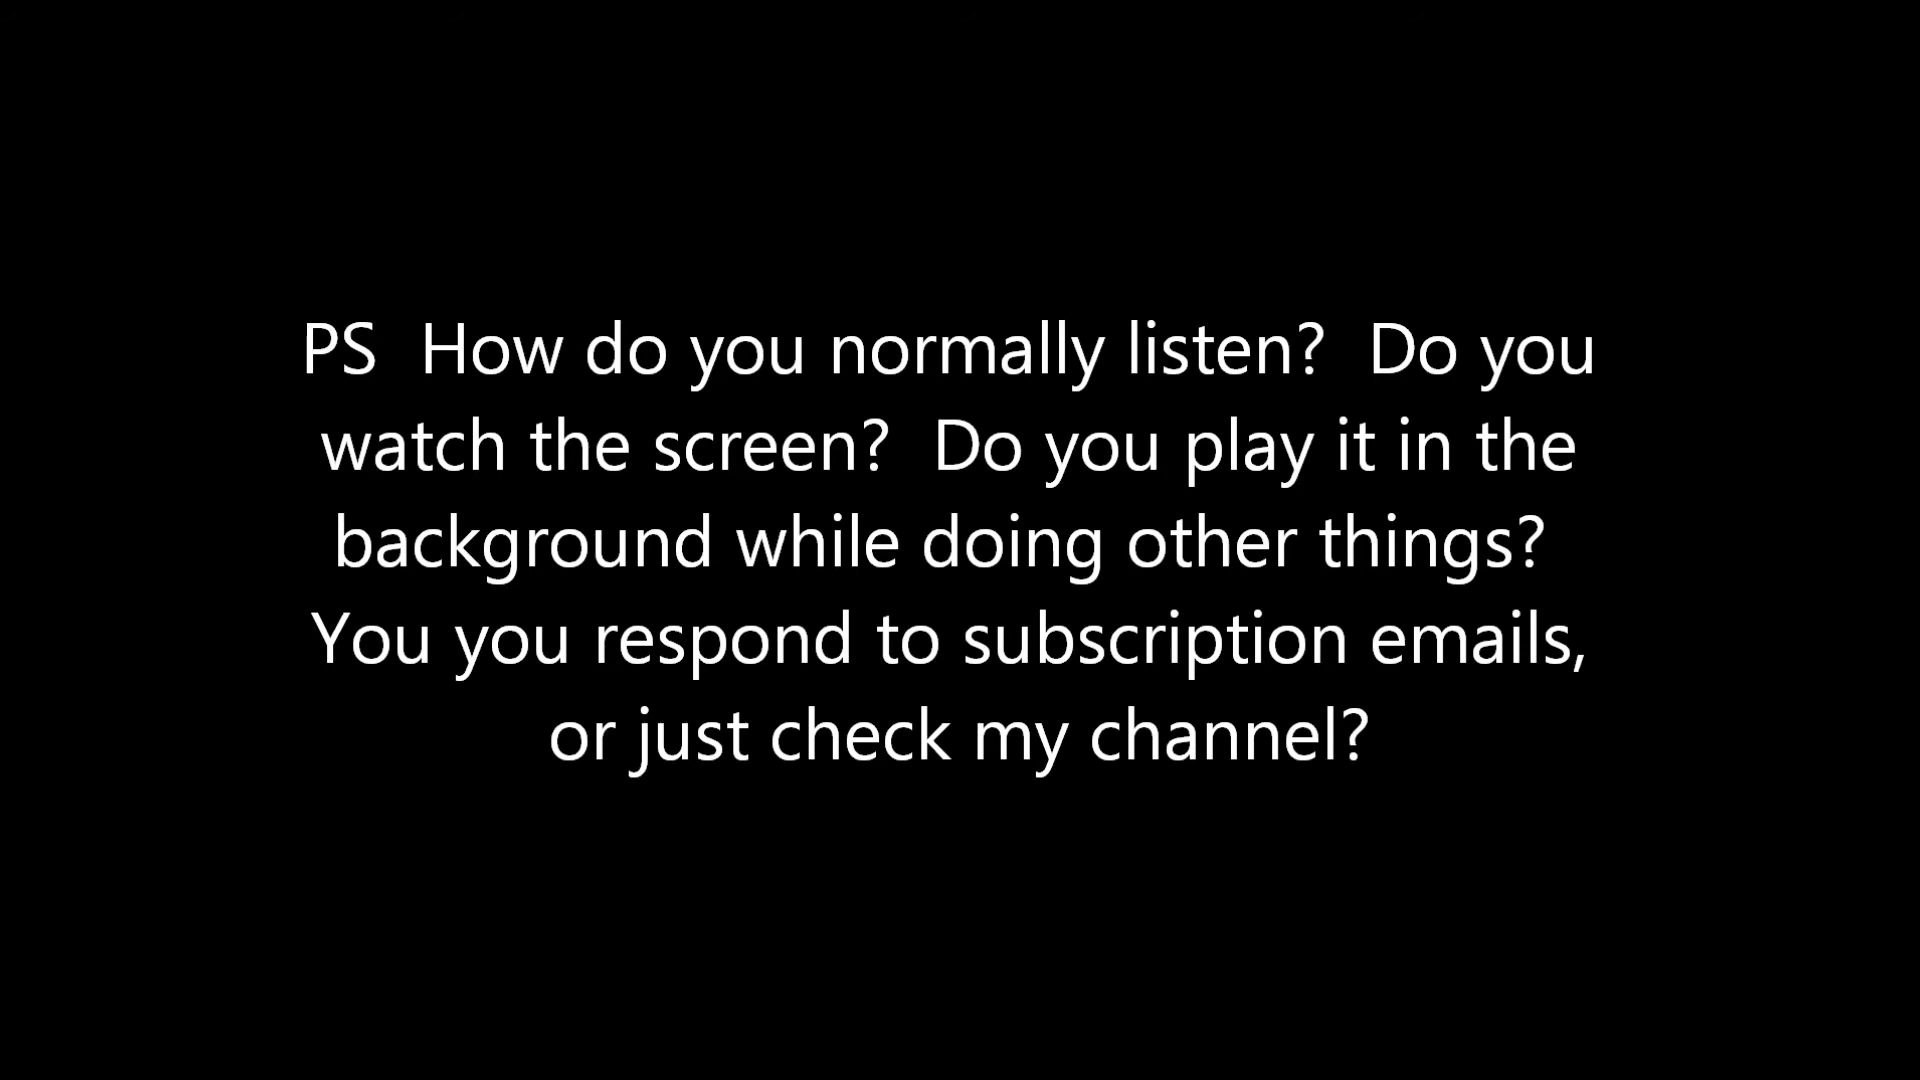 PS  How do you normally listen?  Do you
watch the screen?  Do you play it in the
background while doing other things?
You you respond to subscription emails,
or just check my channel?